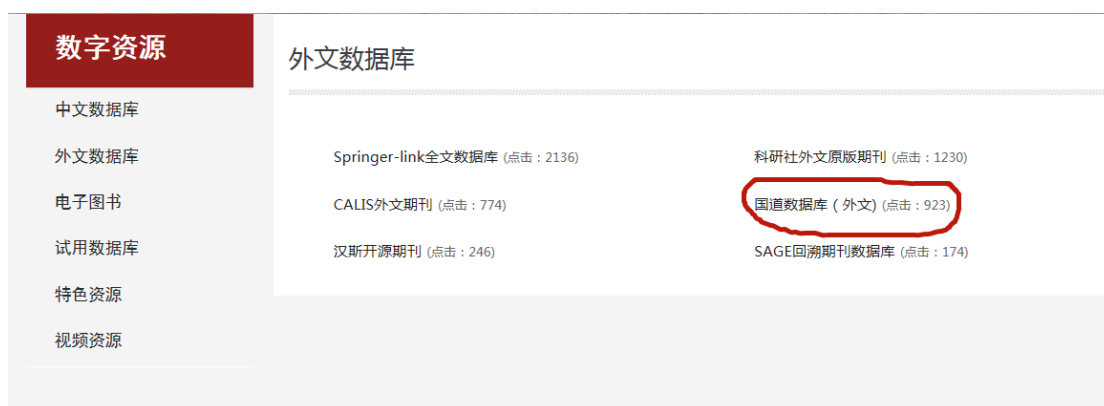 数字资源
中文数据库
外文数据库
电子图书
试用数据库
特色资源
视频资源
外文数据库
Springer-link全文数据库 (点击：2136)
科研社外文原版期刊 (点击：1230)
CALIS外文期刊 (点击：774)
国道数据库（外文) (点击：923)
汉斯开源期刊 (点击：246)
SAGE回溯期刊数据库 (点击：174)